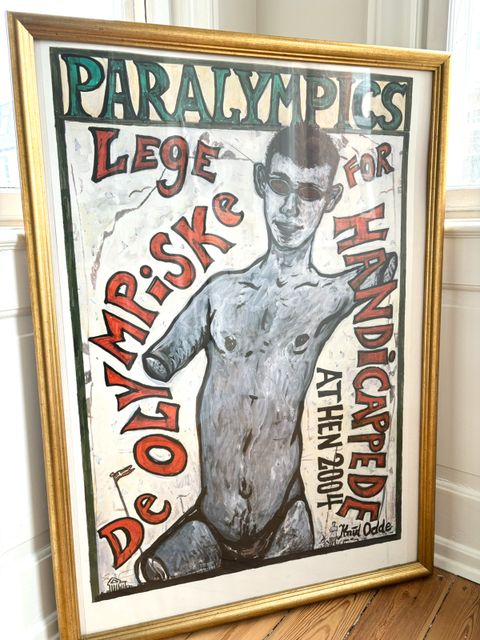 PARALYMPICS
De OLYMPiSKe
LeGe
FOR
HANDiCAPPEDE
ATHEN 2004
Knud Odde